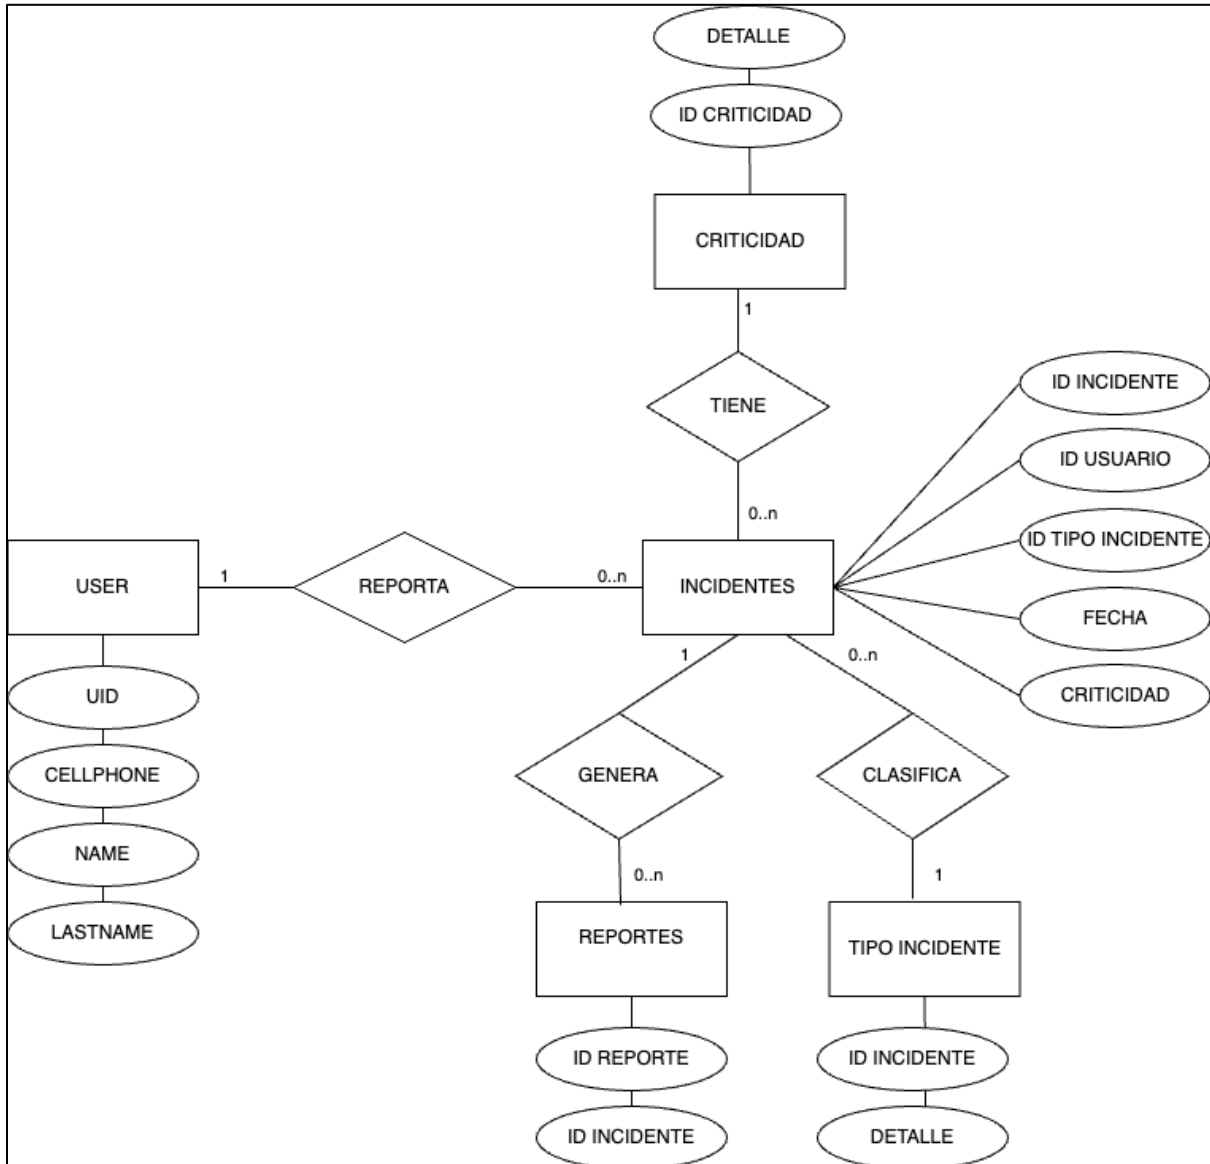 DETALLE
ID CRITICIDAD
CRITICIDAD
1
TIENE
0..n
ID INCIDENTE
ID USUARIO
ID TIPO INCIDENTE
FECHA
CRITICIDAD
USER
1
REPORTA
0..n
INCIDENTES
UID
CELLPHONE
NAME
LASTNAME
1
0..n
GENERA
CLASIFICA
0..n
1
REPORTES
TIPO INCIDENTE
ID REPORTE
ID INCIDENTE
ID INCIDENTE
DETALLE